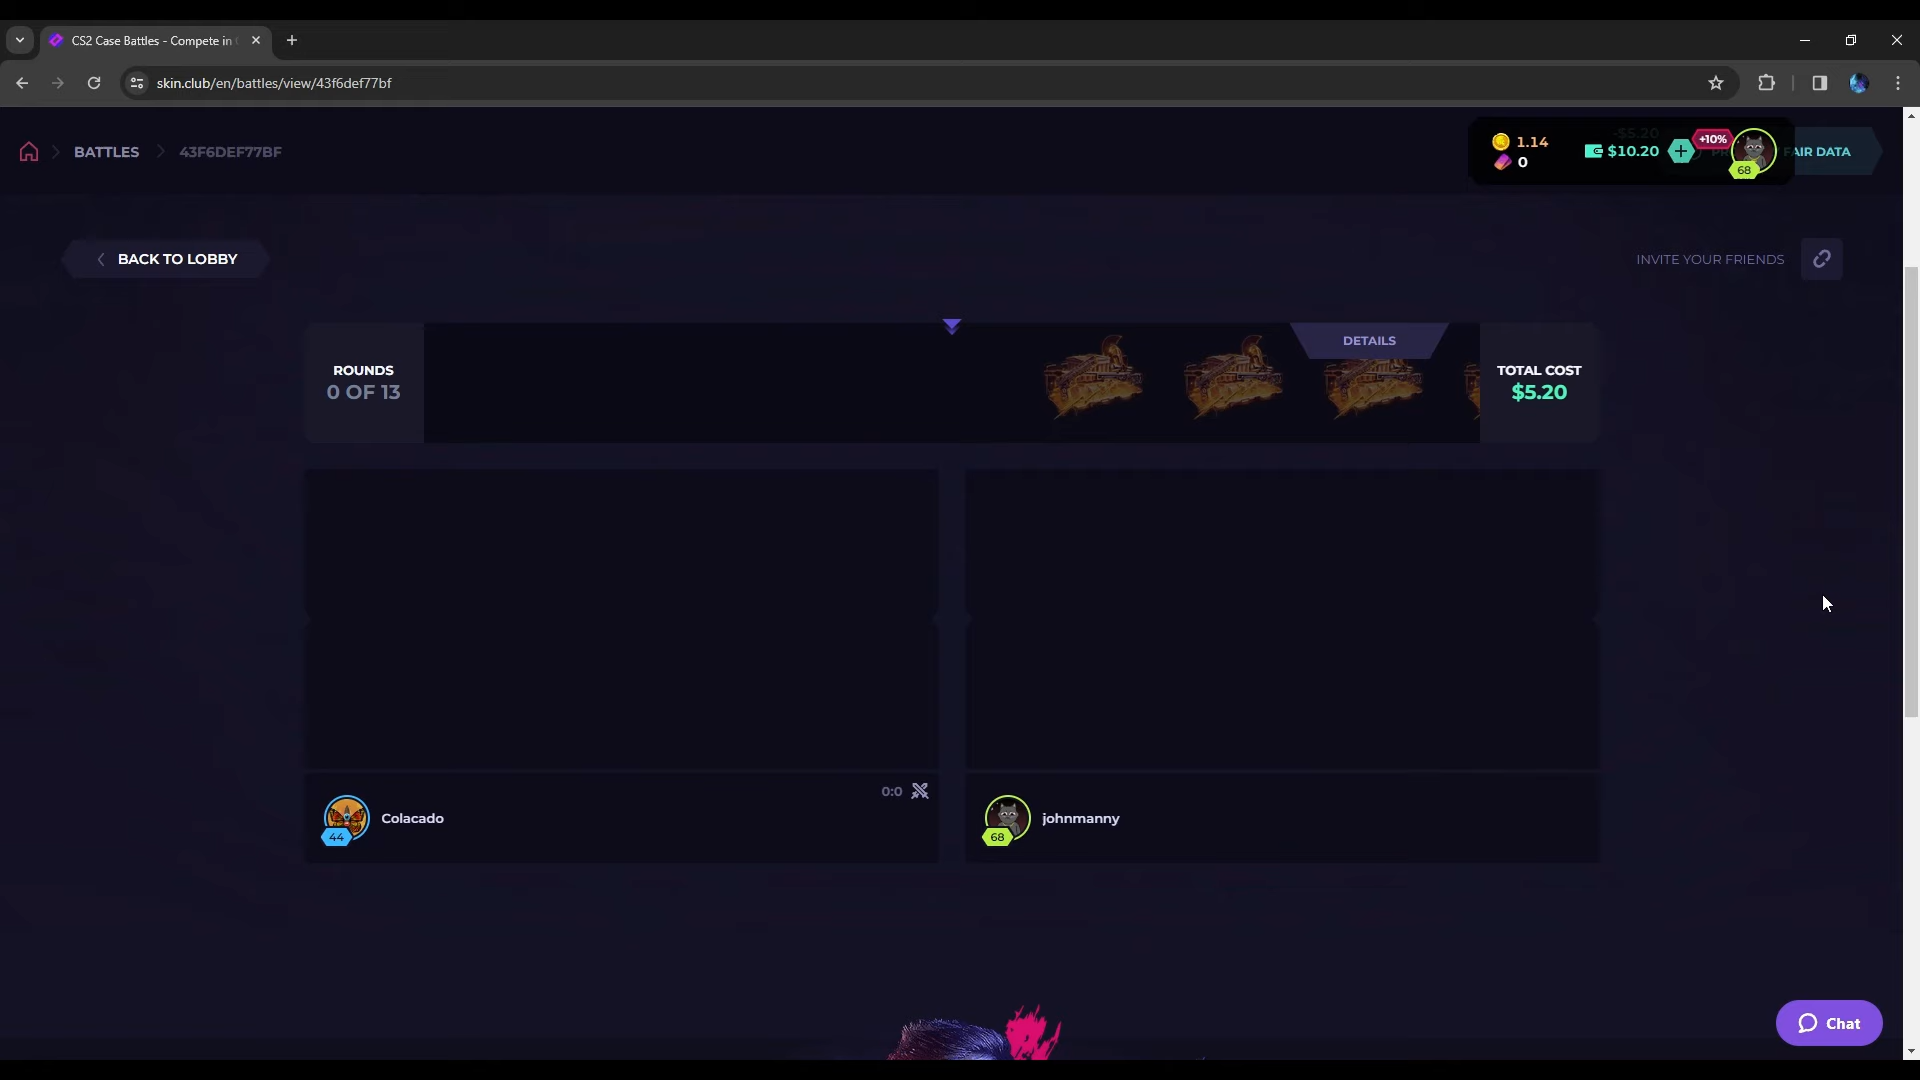 CS2 Case Battles - Compete in
skin.club/en/battles/view/43f6def77bf
BATTLES
43F6DEF77BF
1.14
0
-$5.20
$10.20
+10%
68
AIR DATA
BACK TO LOBBY
INVITE YOUR FRIENDS
ROUNDS
0 OF 13
DETAILS
TOTAL COST
$5.20
0:0
44
Colacado
68
johnmanny
Chat